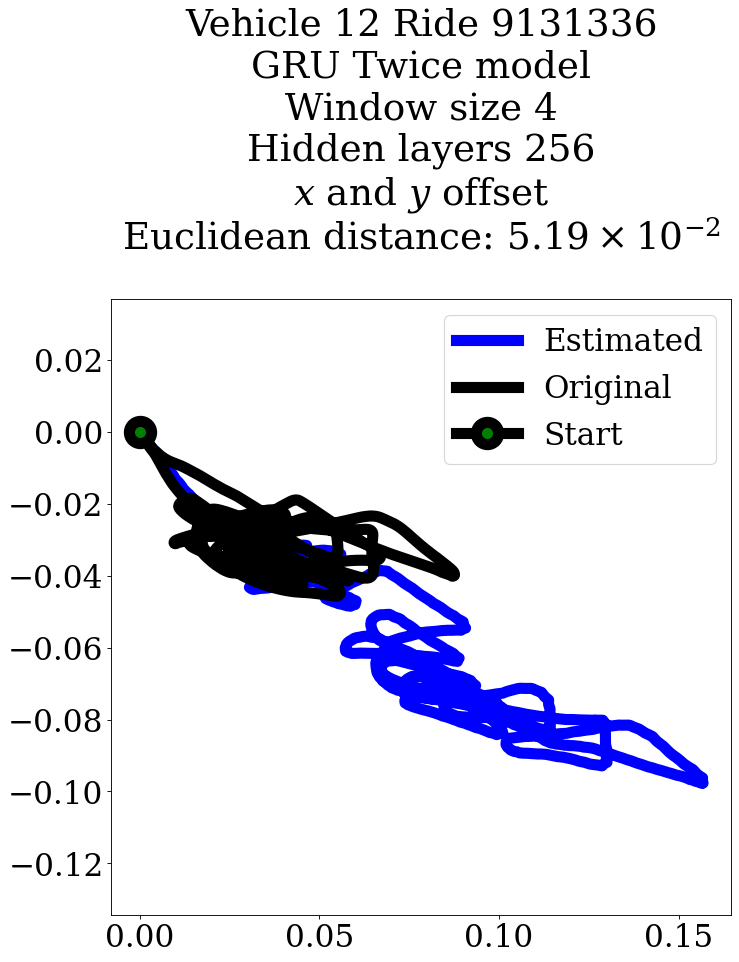 Vehicle 12 Ride 9131336
GRU Twice model
Window size 4
Hidden layers 256
x and y offset
Euclidean distance: 5.19 × 10⁻²
Estimated
Original
Start
0.02
0.00
−0.02
−0.04
−0.06
−0.08
−0.10
−0.12
0.00 0.05 0.10 0.15